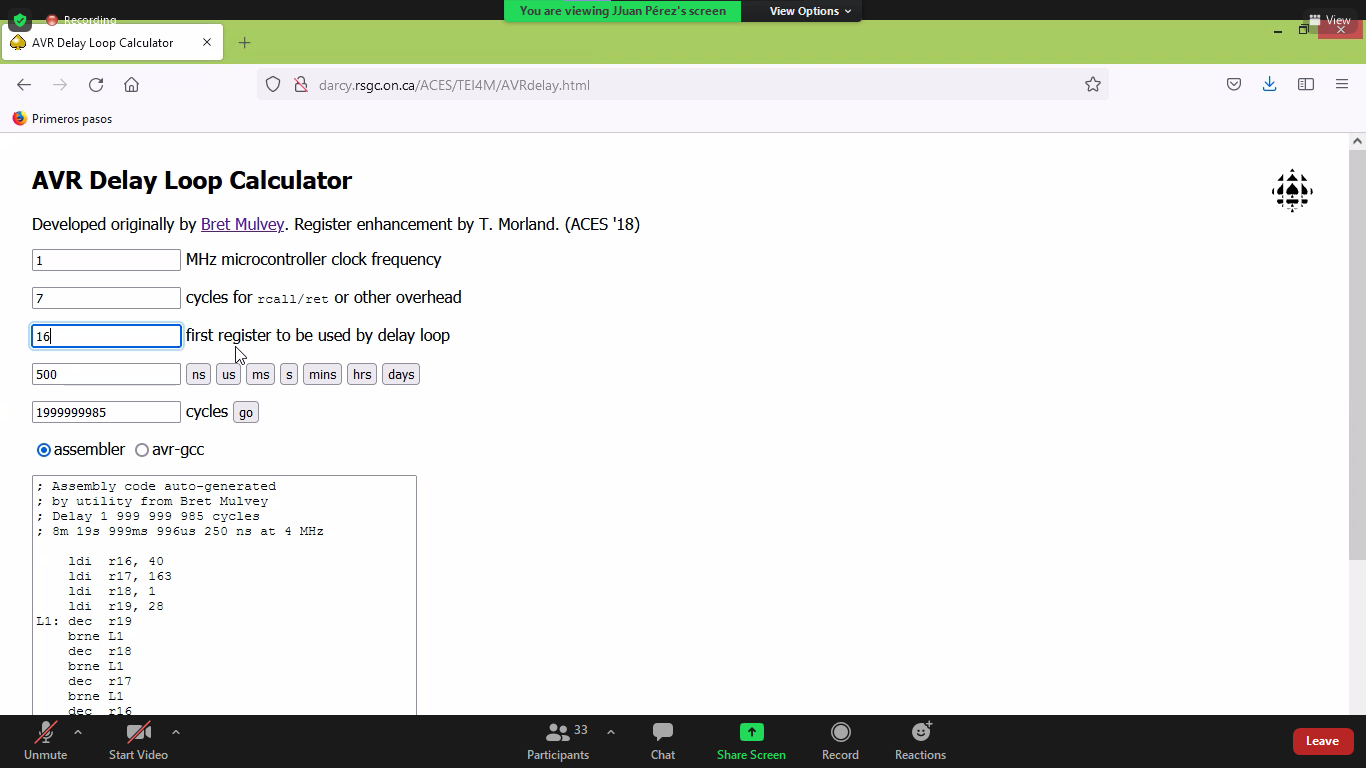 You are viewing JJuan Pérez's screen
View Options
Recording
View
AVR Delay Loop Calculator
darcy.rsgc.on.ca/ACES/TEI4M/AVRdelay.html
Primeros pasos
AVR Delay Loop Calculator
Developed originally by Bret Mulvey. Register enhancement by T. Morland. (ACES '18)
1 MHz microcontroller clock frequency
7 cycles for rcall/ret or other overhead
16 first register to be used by delay loop
500 ns us ms s mins hrs days
1999999985 cycles go
assembler avr-gcc
; Assembly code auto-generated
; by utility from Bret Mulvey
; Delay 1 999 999 985 cycles
; 8m 19s 999ms 996us 250 ns at 4 MHz
ldi r16, 40
ldi r17, 163
ldi r18, 1
ldi r19, 28
L1: dec r19
brne L1
dec r18
brne L1
dec r17
brne L1
dec r16
Unmute
Start Video
Participants 33
Chat
Share Screen
Record
Reactions
Leave